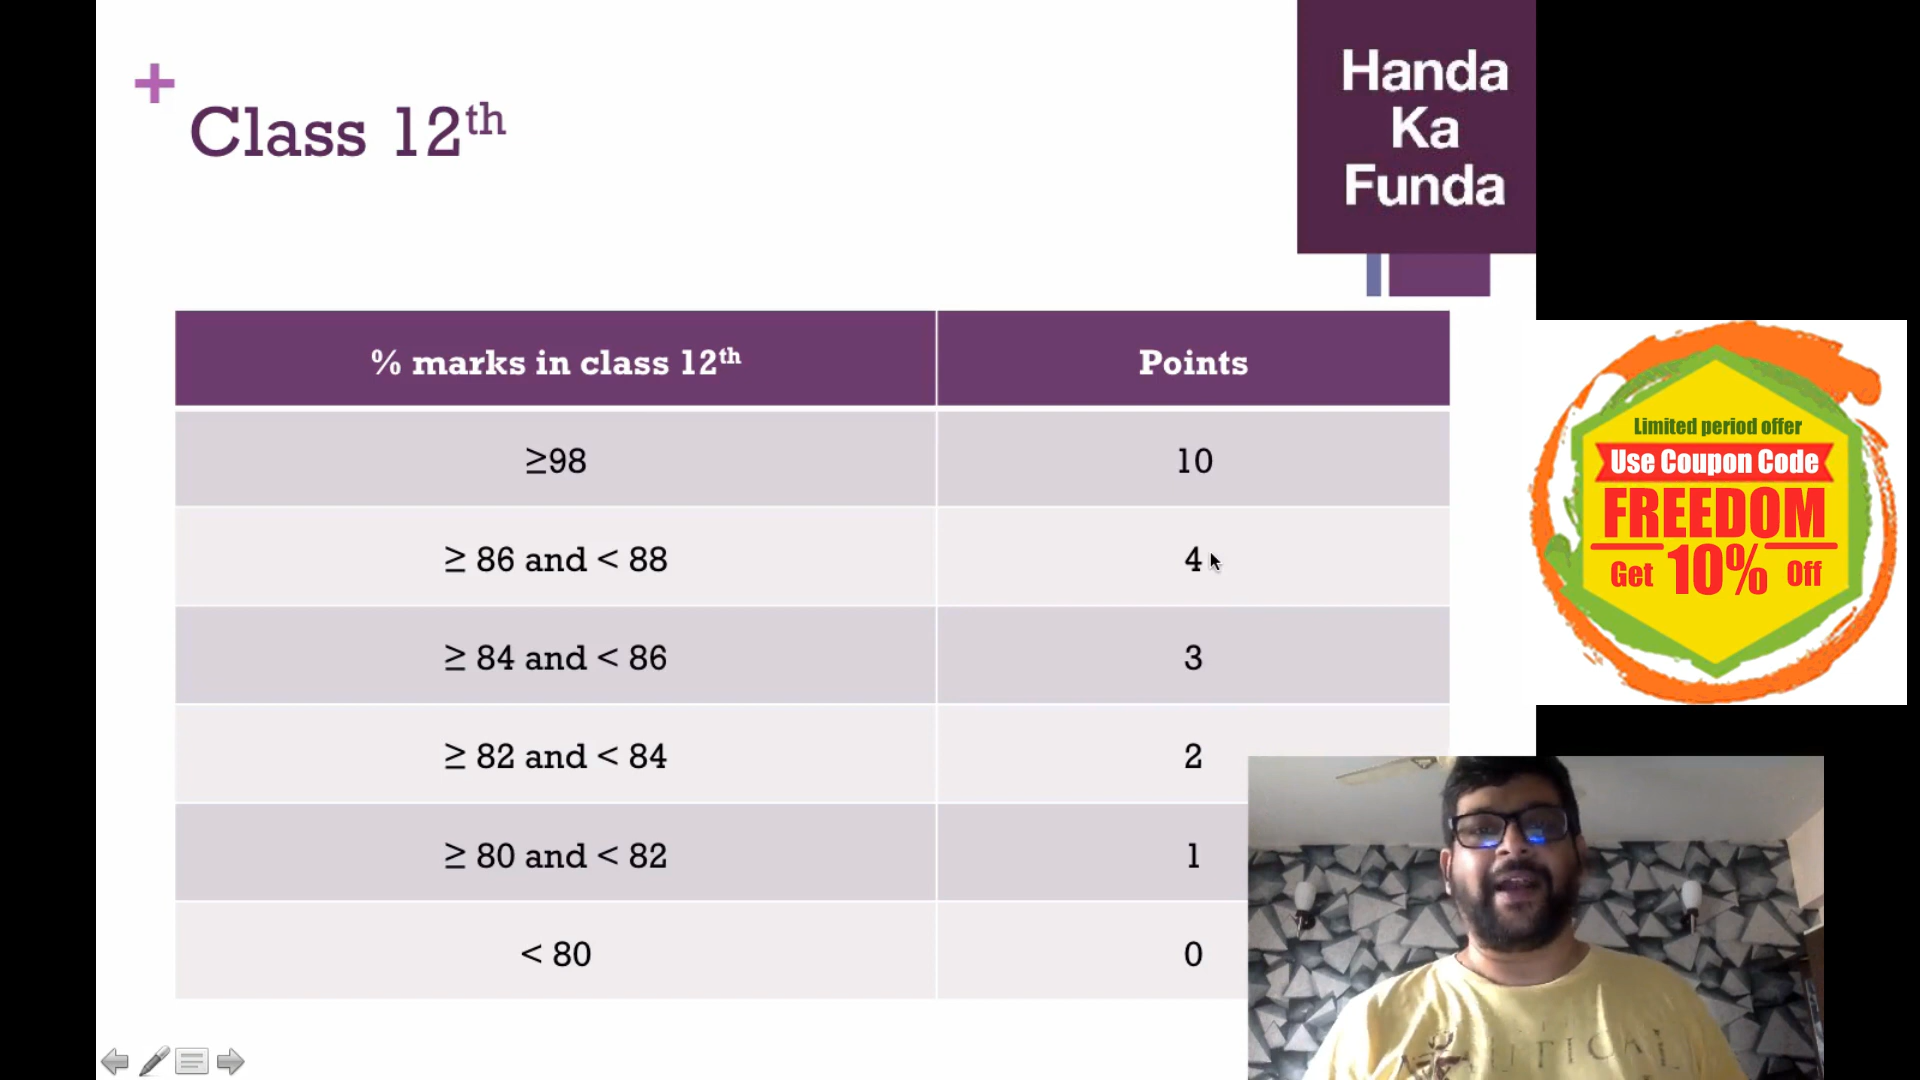 Class 12th
Handa
Ka
Funda
% marks in class 12th Points
≥98 10
≥ 86 and < 88 4
≥ 84 and < 86 3
≥ 82 and < 84 2
≥ 80 and < 82 1
< 80 0
Limited period offer
Use Coupon Code
FREEDOM
Get 10% Off